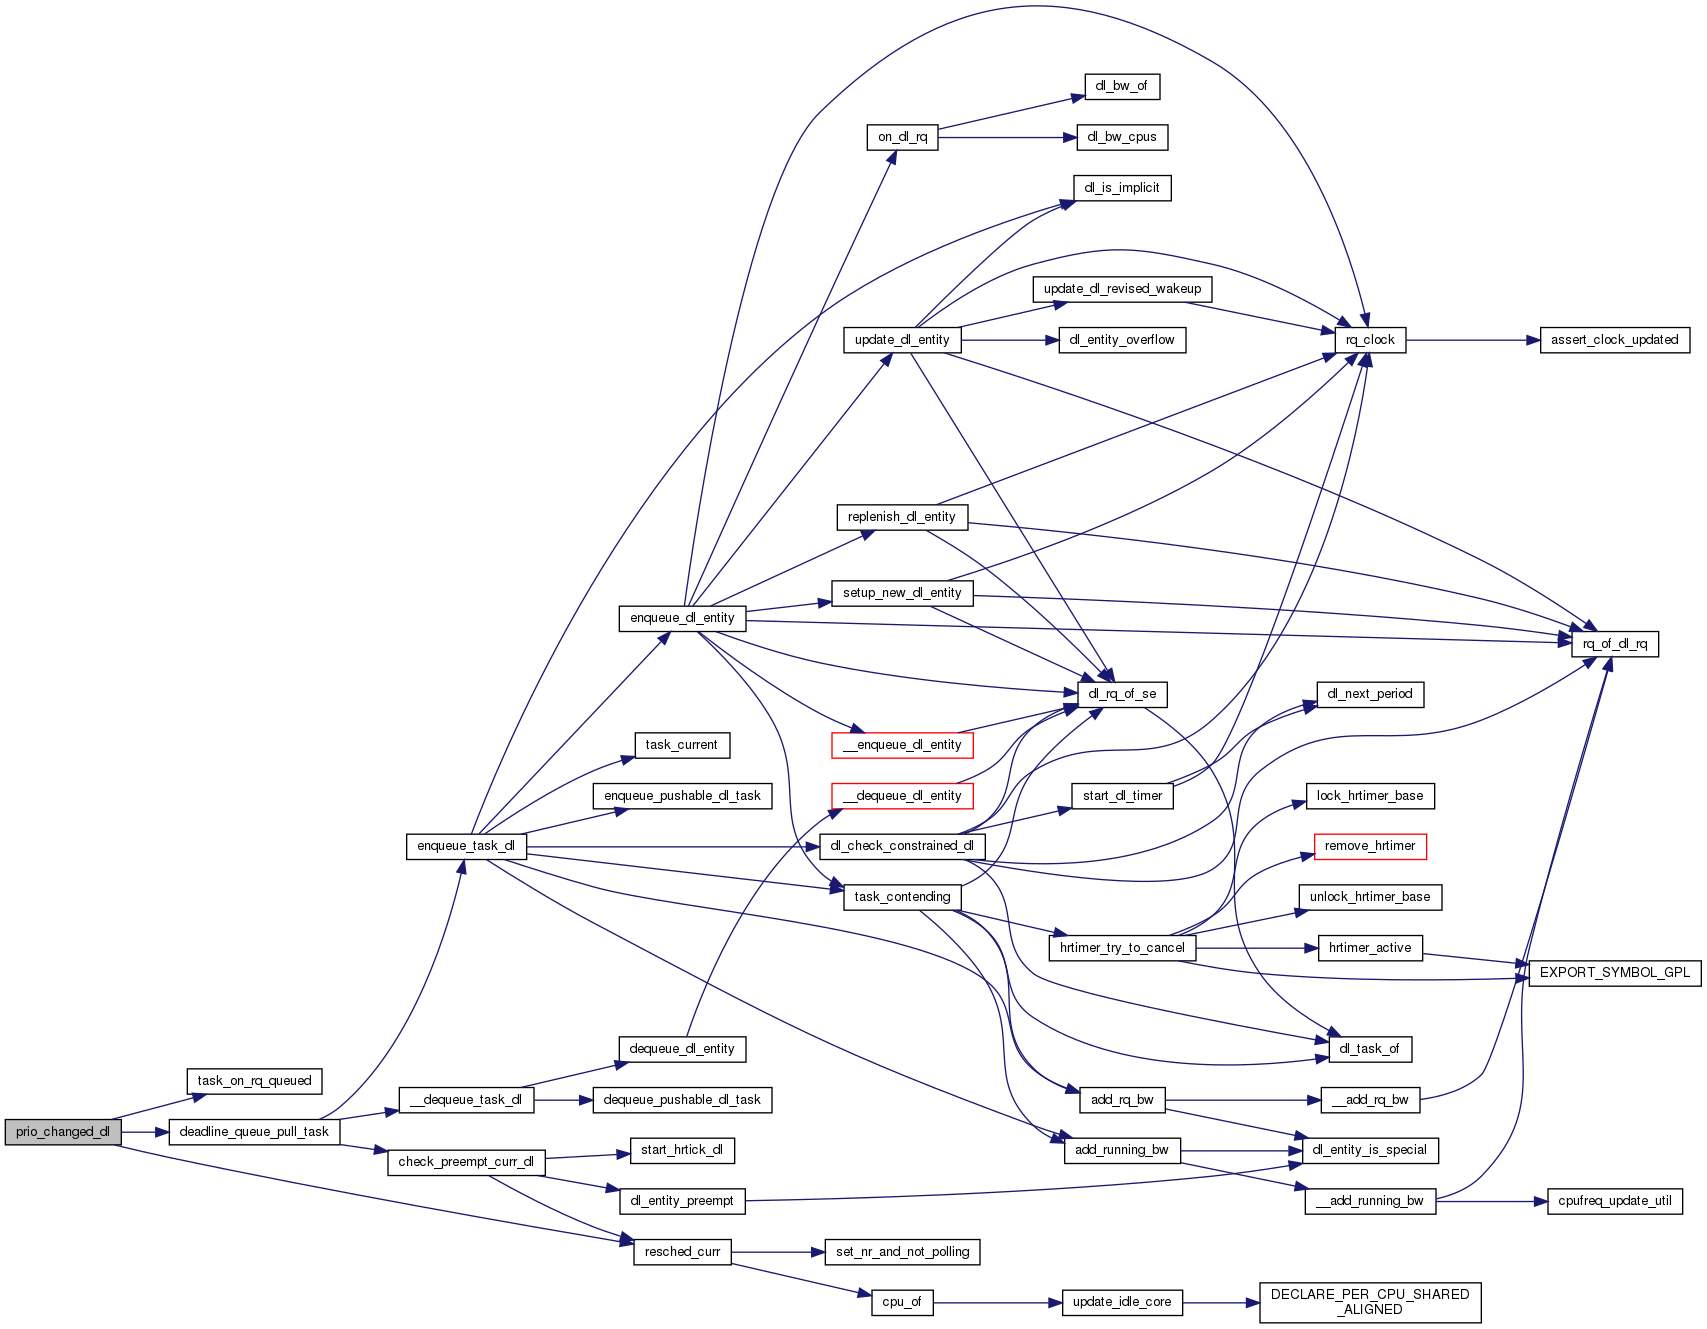 dl_bw_of
on_dl_rq
dl_bw_cpus
dl_is_implicit
update_dl_revised_wakeup
update_dl_entity
dl_entity_overflow
rq_clock
assert_clock_updated
replenish_dl_entity
setup_new_dl_entity
enqueue_dl_entity
rq_of_dl_rq
dl_rq_of_se
dl_next_period
task_current
__enqueue_dl_entity
enqueue_pushable_dl_task
__dequeue_dl_entity
start_dl_timer
lock_hrtimer_base
enqueue_task_dl
dl_check_constrained_dl
remove_hrtimer
task_contending
unlock_hrtimer_base
hrtimer_try_to_cancel
hrtimer_active
EXPORT_SYMBOL_GPL
dequeue_dl_entity
dl_task_of
task_on_rq_queued
__dequeue_task_dl
dequeue_pushable_dl_task
add_rq_bw
__add_rq_bw
prio_changed_dl
deadline_queue_pull_task
start_hrtick_dl
add_running_bw
dl_entity_is_special
check_preempt_curr_dl
dl_entity_preempt
__add_running_bw
cpufreq_update_util
resched_curr
set_nr_and_not_polling
cpu_of
update_idle_core
DECLARE_PER_CPU_SHARED
_ALIGNED